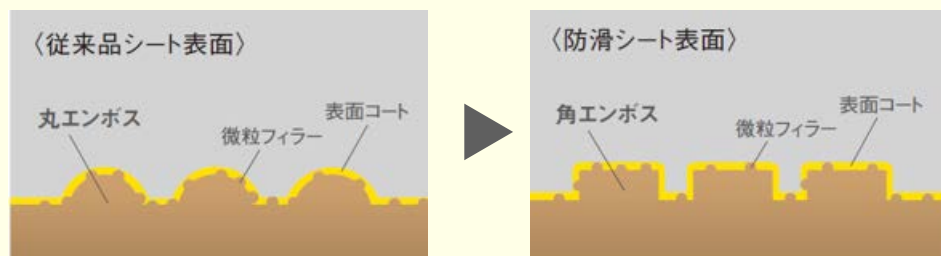 〈従来品シート表面〉
丸エンボス
微粒フィラー
表面コート
〈防滑シート表面〉
角エンボス
微粒フィラー
表面コート